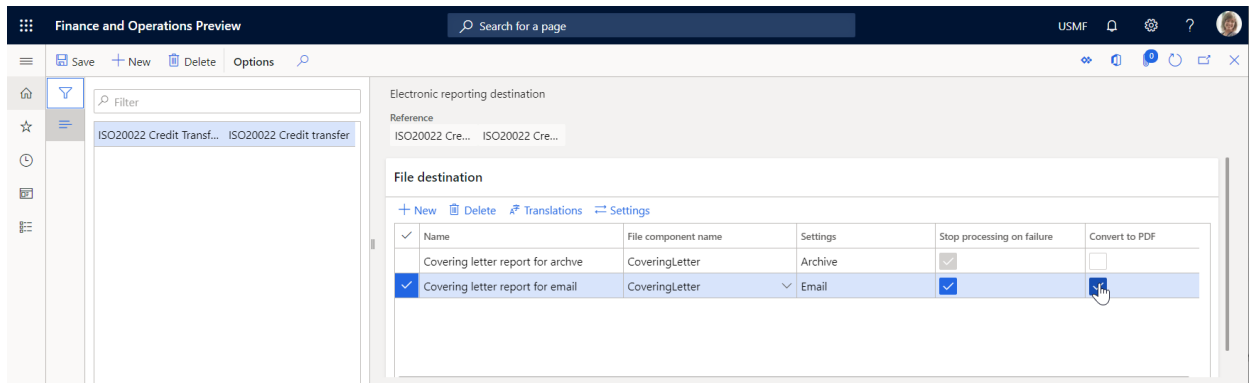 Finance and Operations Preview Search for a page USMF ?
Save New Delete Options 0
Filter
ISO20022 Credit Transf... ISO20022 Credit transfer
Electronic reporting destination
Reference
ISO20022 Cre... ISO20022 Cre...
File destination
New Delete Translations Settings
Name File component name Settings Stop processing on failure Convert to PDF
Covering letter report for archve CoveringLetter Archive
Covering letter report for email CoveringLetter Email